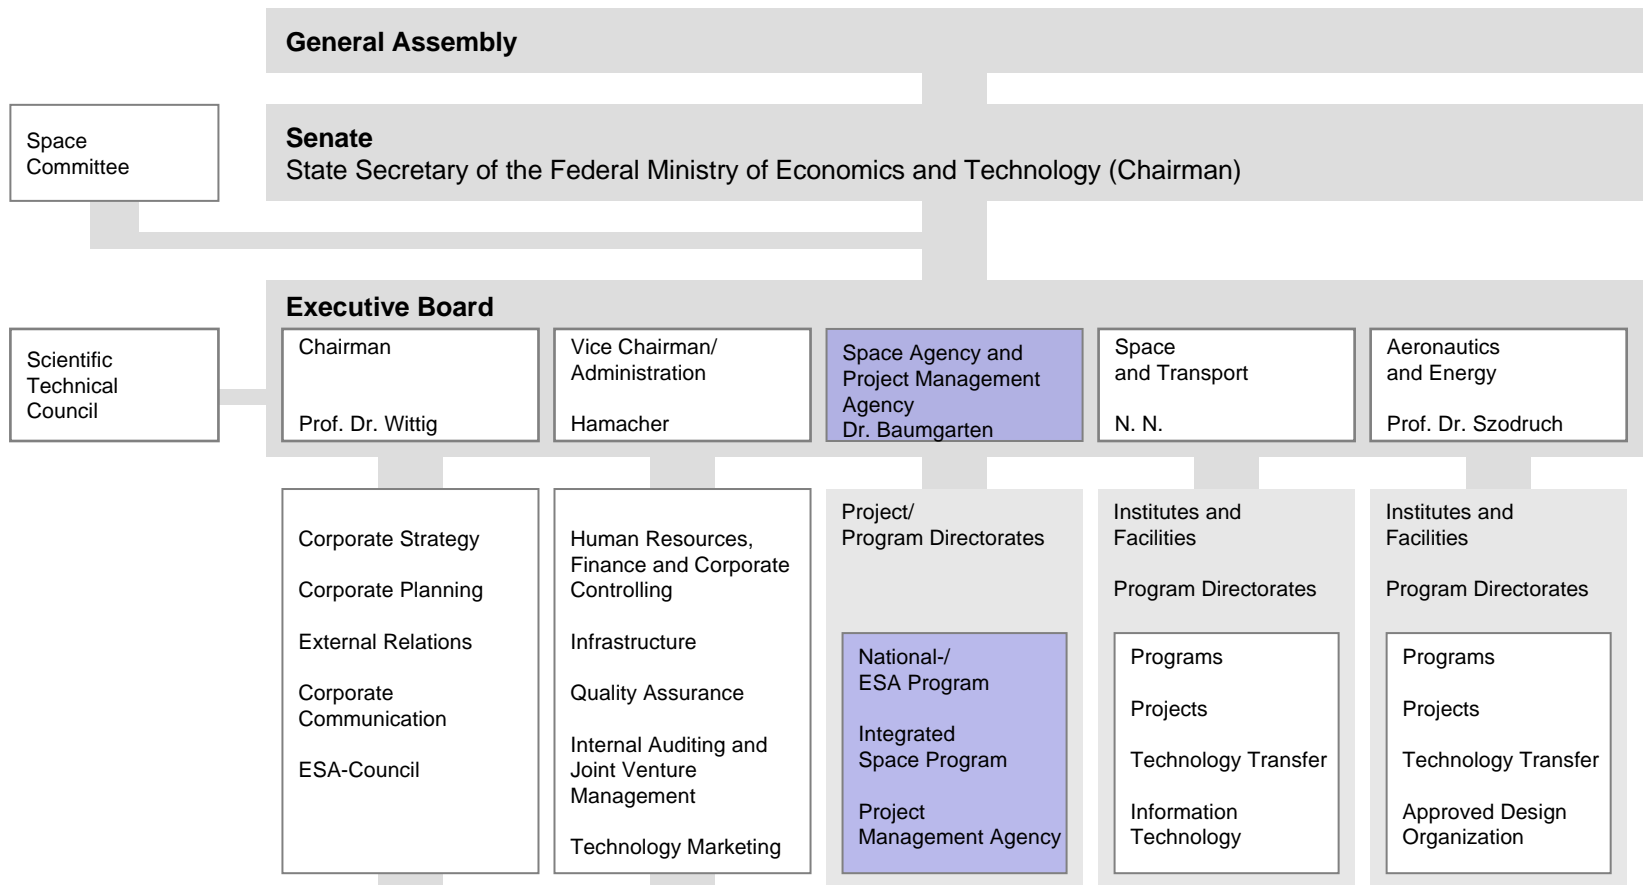 General Assembly
Space
Committee
Senate
State Secretary of the Federal Ministry of Economics and Technology (Chairman)
Executive Board
Scientific
Technical
Council
Chairman
Prof. Dr. Wittig
Vice Chairman/
Administration
Hamacher
Space Agency and
Project Management
Agency
Dr. Baumgarten
Space
and Transport
N. N.
Aeronautics
and Energy
Prof. Dr. Szodruch
Corporate Strategy
Corporate Planning
External Relations
Corporate
Communication
ESA-Council
Human Resources,
Finance and Corporate
Controlling
Infrastructure
Quality Assurance
Internal Auditing and
Joint Venture
Management
Technology Marketing
Project/
Program Directorates
National-/
ESA Program
Integrated
Space Program
Project
Management Agency
Institutes and
Facilities
Program Directorates
Programs
Projects
Technology Transfer
Information
Technology
Institutes and
Facilities
Program Directorates
Programs
Projects
Technology Transfer
Approved Design
Organization